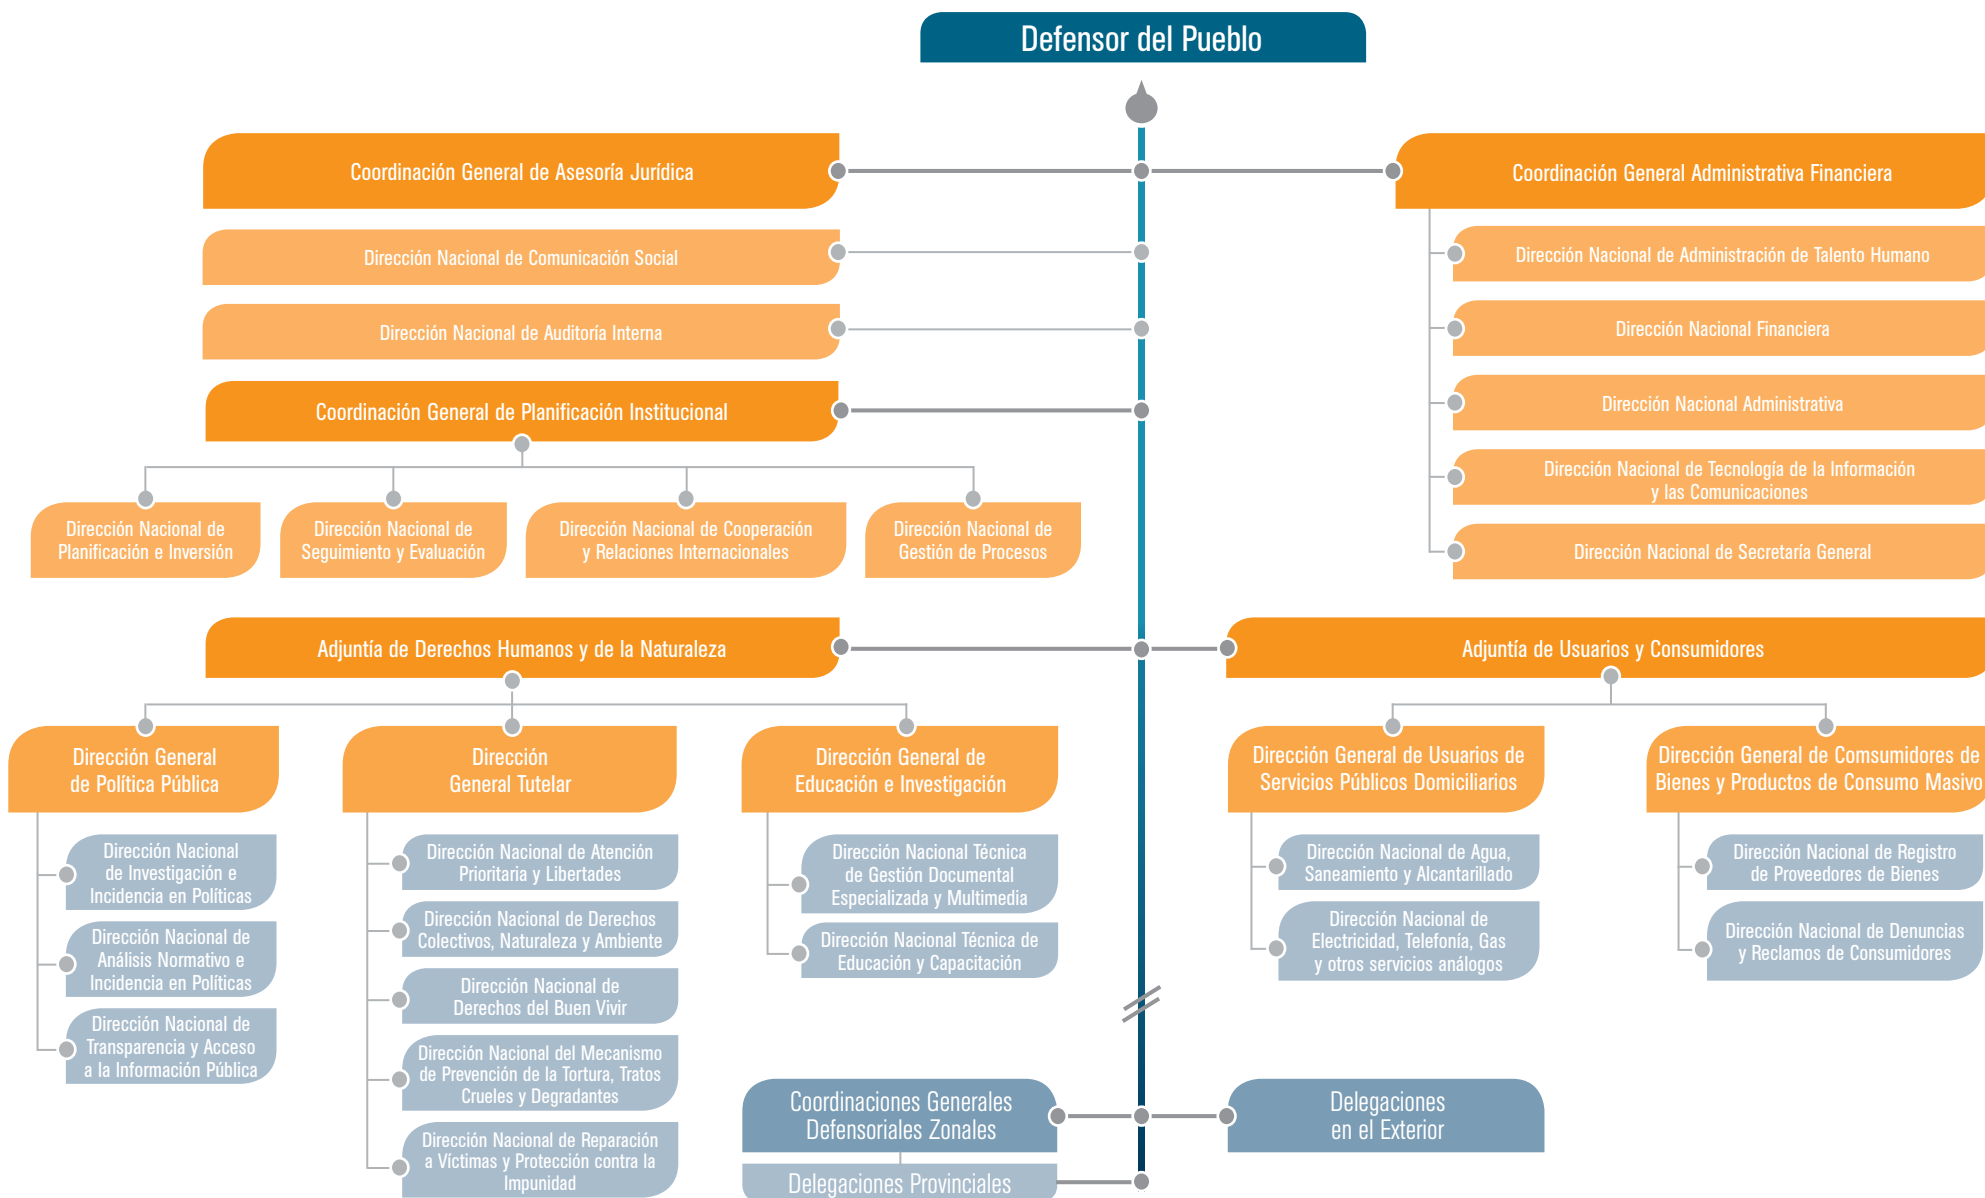 Defensor del Pueblo
Coordinación General de Asesoría Jurídica
Coordinación General Administrativa Financiera
Dirección Nacional de Comunicación Social
Dirección Nacional de Auditoría Interna
Dirección Nacional de Administración de Talento Humano
Dirección Nacional Financiera
Dirección Nacional Administrativa
Dirección Nacional de Tecnología de la Información
y las Comunicaciones
Dirección Nacional de Secretaría General
Coordinación General de Planificación Institucional
Dirección Nacional de
Planificación e Inversión
Dirección Nacional de
Seguimiento y Evaluación
Dirección Nacional de Cooperación
y Relaciones Internacionales
Dirección Nacional de
Gestión de Procesos
Adjuntía de Derechos Humanos y de la Naturaleza
Adjuntía de Usuarios y Consumidores
Dirección General
de Política Pública
Dirección Nacional
de Investigación e
Incidencia en Políticas
Dirección Nacional de
Análisis Normativo e
Incidencia en Políticas
Dirección Nacional de
Transparencia y Acceso
a la Información Pública
Dirección
General Tutelar
Dirección Nacional de Atención
Prioritaria y Libertades
Dirección Nacional de Derechos
Colectivos, Naturaleza y Ambiente
Dirección Nacional de
Derechos del Buen Vivir
Dirección Nacional del Mecanismo
de Prevención de la Tortura, Tratos
Crueles y Degradantes
Dirección Nacional de Reparación
a Víctimas y Protección contra la
Impunidad
Dirección General de
Educación e Investigación
Dirección Nacional Técnica
de Gestión Documental
Especializada y Multimedia
Dirección Nacional Técnica de
Educación y Capacitación
Dirección General de Usuarios de
Servicios Públicos Domiciliarios
Dirección Nacional de Agua,
Saneamiento y Alcantarillado
Dirección Nacional de
Electricidad, Telefonía, Gas
y otros servicios análogos
Dirección General de Comsumidores de
Bienes y Productos de Consumo Masivo
Dirección Nacional de Registro
de Proveedores de Bienes
Dirección Nacional de Denuncias
y Reclamos de Consumidores
Coordinaciones Generales
Defensoriales Zonales
Delegaciones Provinciales
Delegaciones
en el Exterior